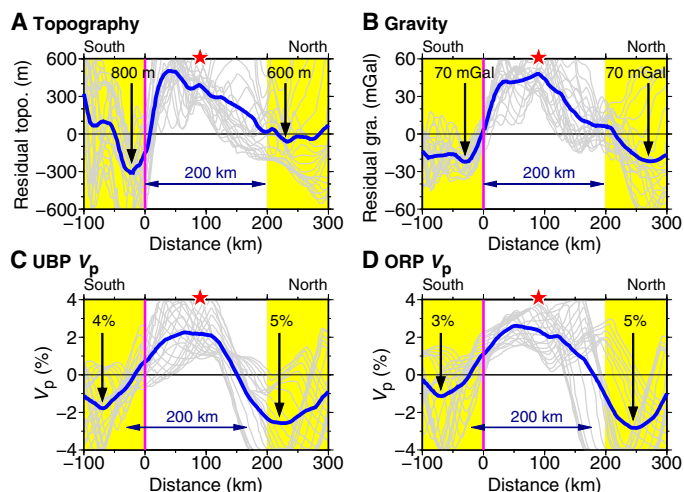 A Topography
South North
800 m 600 m
200 km
Residual topo. (m)
600
300
0
−300
−600
−100 0 100 200 300
Distance (km)
B Gravity
South North
70 mGal 70 mGal
200 km
Residual gra. (mGal)
60
30
0
−30
−60
−100 0 100 200 300
Distance (km)
C UBP Vp
South North
4% 5%
200 km
Vp (%)
4
2
0
−2
−4
−100 0 100 200 300
Distance (km)
D ORP Vp
South North
3% 5%
200 km
Vp (%)
4
2
0
−2
−4
−100 0 100 200 300
Distance (km)